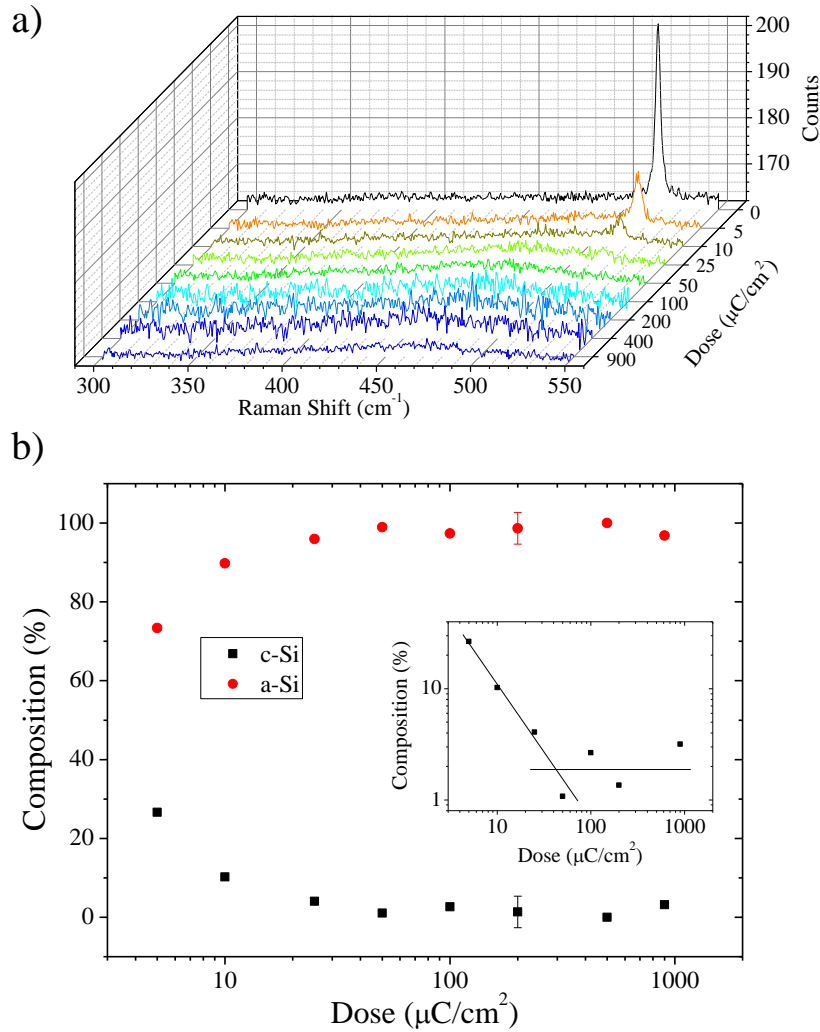 a)
200
190
180
170
Counts
0
5
10
25
50
100
200
400
900
Dose (μC/cm²)
300 350 400 450 500 550
Raman Shift (cm⁻¹)
b)
100
80
60
40
20
0
Composition (%)
c-Si
a-Si
10 100 1000
Dose (μC/cm²)
10
1
Composition (%)
10 100 1000
Dose (μC/cm²)